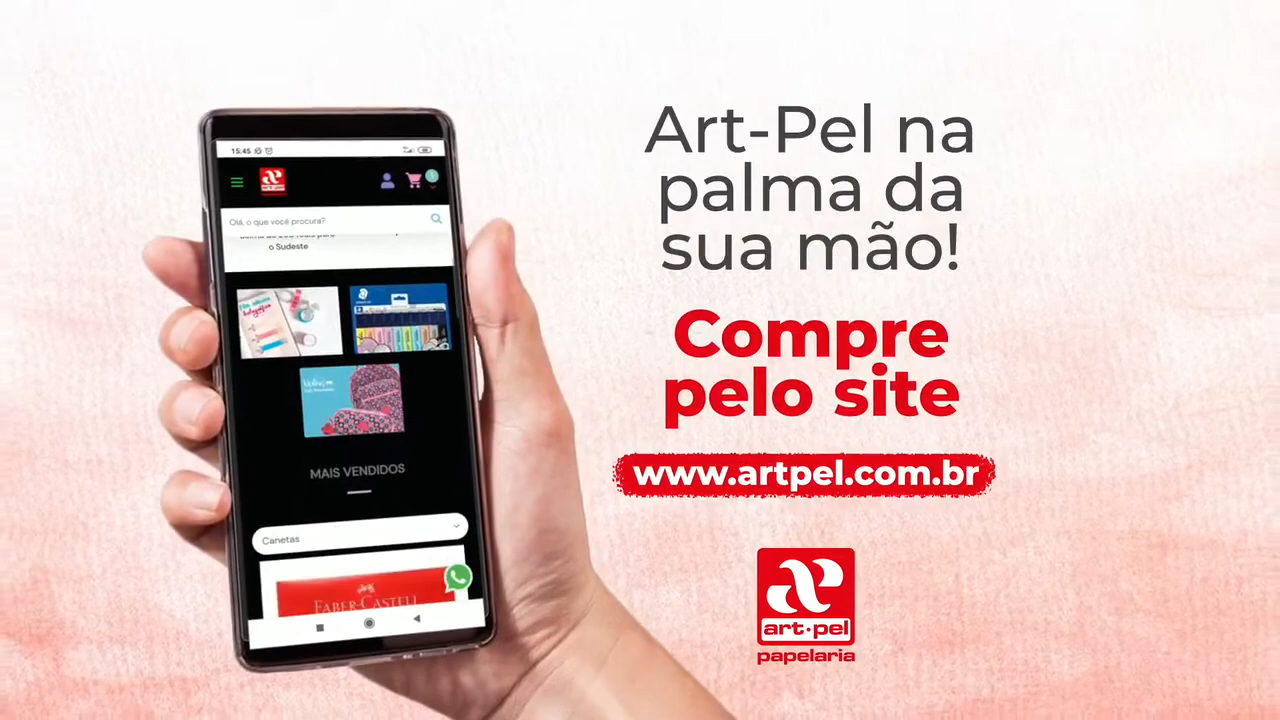 15:45
Olá, o que você procura?
o Sudeste
MAIS VENDIDOS
Canetas
FABER-CASTELL
Art-Pel na
palma da
sua mão!
Compre
pelo site
www.artpel.com.br
art·pel
papelaria